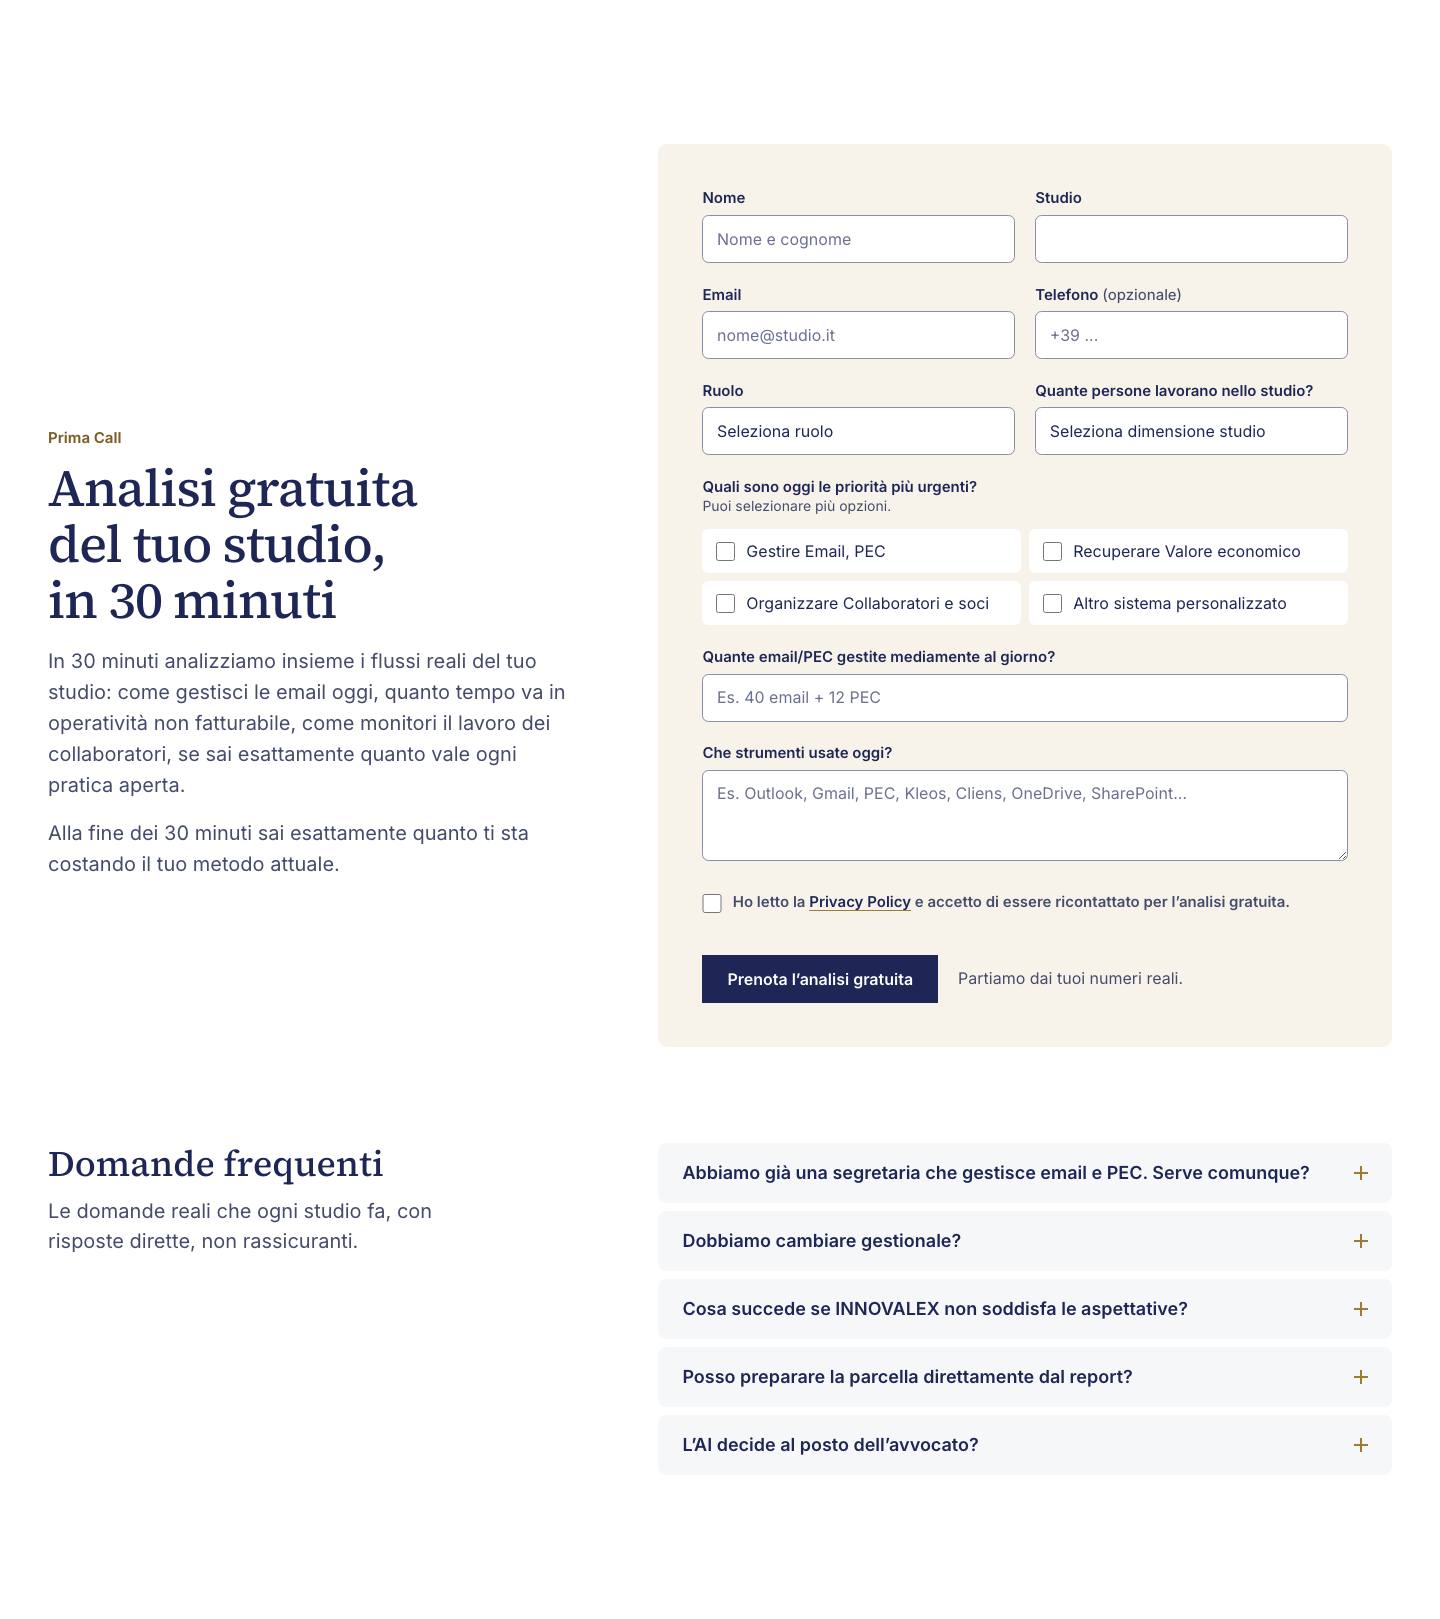 Prima Call
Analisi gratuita
del tuo studio,
in 30 minuti
In 30 minuti analizziamo insieme i flussi reali del tuo
studio: come gestisci le email oggi, quanto tempo va in
operatività non fatturabile, come monitori il lavoro dei
collaboratori, se sai esattamente quanto vale ogni
pratica aperta.
Alla fine dei 30 minuti sai esattamente quanto ti sta
costando il tuo metodo attuale.
Nome
Nome e cognome
Studio
Email
nome@studio.it
Telefono (opzionale)
+39 ...
Ruolo
Seleziona ruolo
Quante persone lavorano nello studio?
Seleziona dimensione studio
Quali sono oggi le priorità più urgenti?
Puoi selezionare più opzioni.
Gestire Email, PEC
Recuperare Valore economico
Organizzare Collaboratori e soci
Altro sistema personalizzato
Quante email/PEC gestite mediamente al giorno?
Es. 40 email + 12 PEC
Che strumenti usate oggi?
Es. Outlook, Gmail, PEC, Kleos, Cliens, OneDrive, SharePoint...
Ho letto la Privacy Policy e accetto di essere ricontattato per l’analisi gratuita.
Prenota l’analisi gratuita
Partiamo dai tuoi numeri reali.
Domande frequenti
Le domande reali che ogni studio fa, con
risposte dirette, non rassicuranti.
Abbiamo già una segretaria che gestisce email e PEC. Serve comunque?
Dobbiamo cambiare gestionale?
Cosa succede se INNOVALEX non soddisfa le aspettative?
Posso preparare la parcella direttamente dal report?
L’AI decide al posto dell’avvocato?